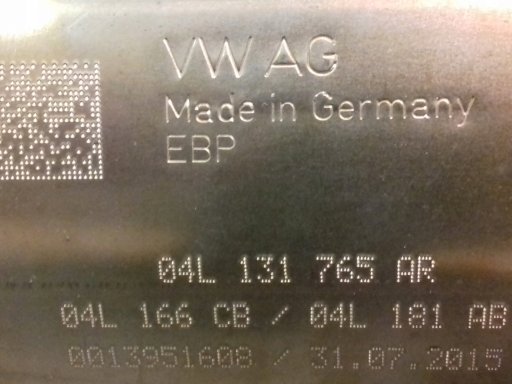 VW AG
Made in Germany
EBP
04L 131 765 AR
04L 166 CB / 04L 181 AB
0013951608 / 31.07.2015